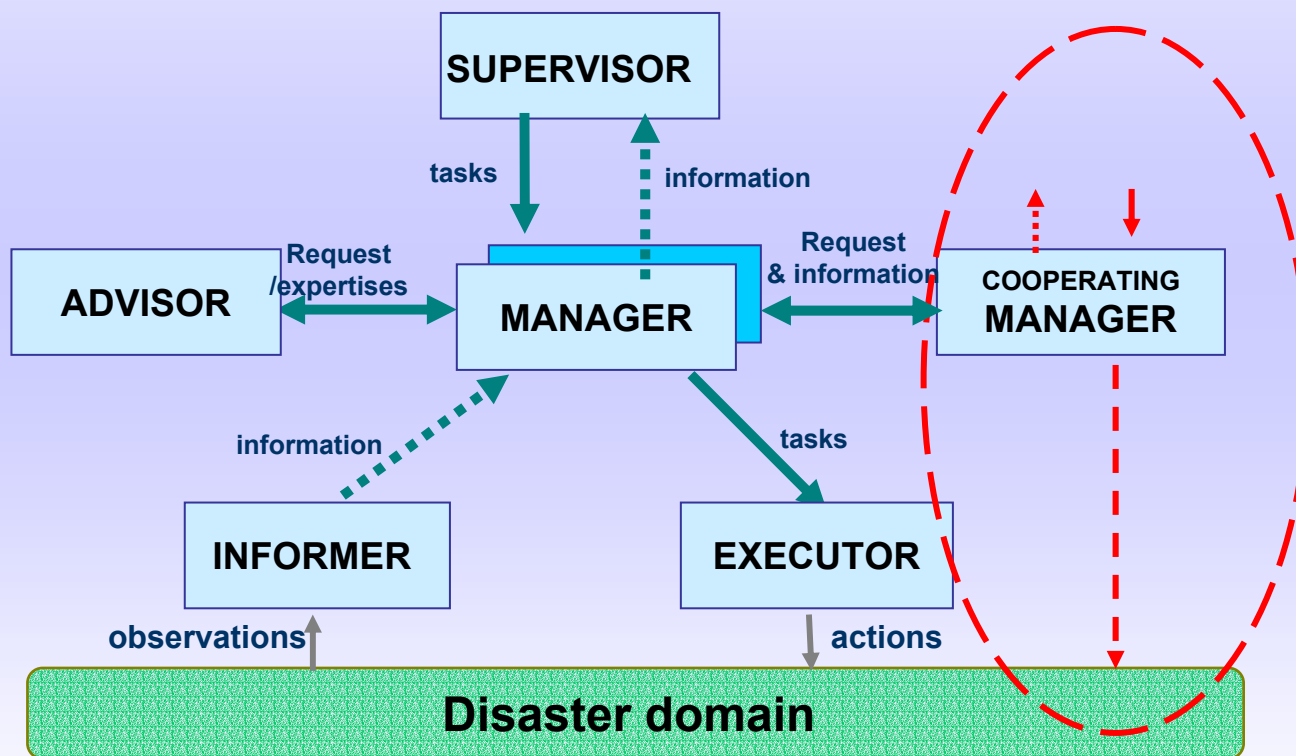 SUPERVISOR
tasks
information
Request
/expertises
Request
& information
ADVISOR
MANAGER
COOPERATING
MANAGER
information
tasks
INFORMER
EXECUTOR
observations
actions
Disaster domain